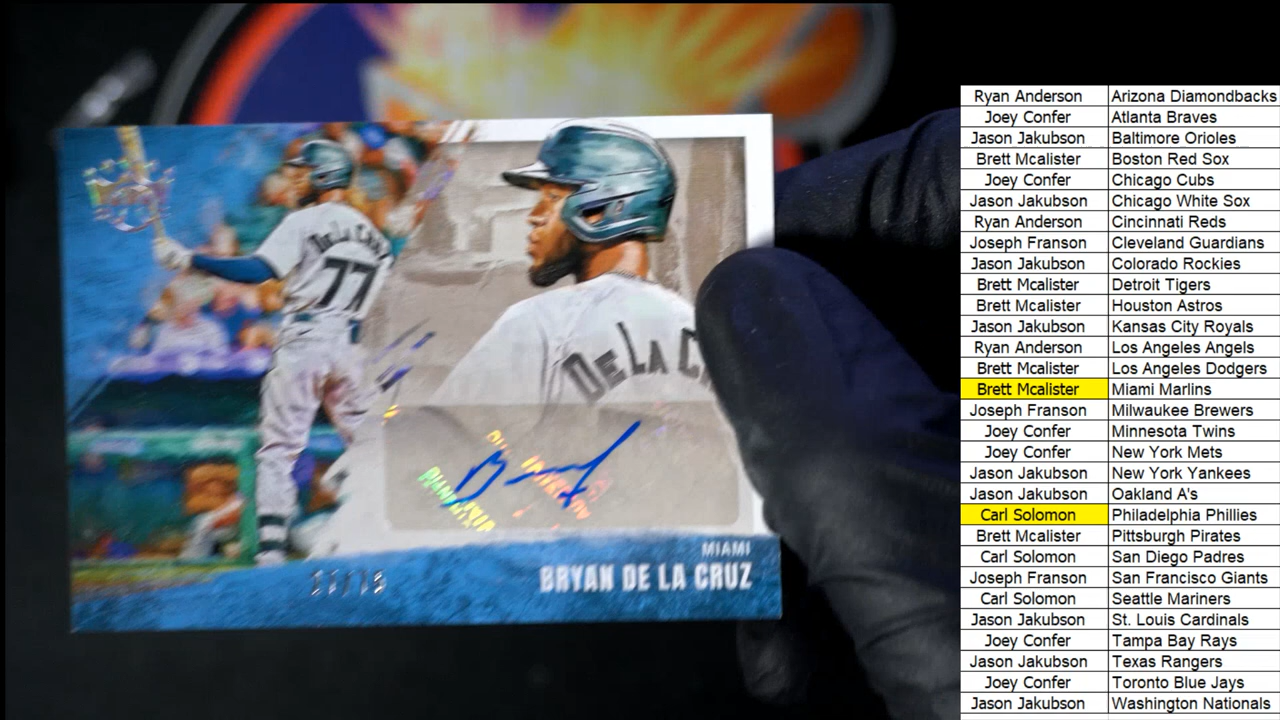 DE LA CRUZ
77
DE LA C
MIAMI
BRYAN DE LA CRUZ
Ryan Anderson Arizona Diamondbacks
Joey Confer Atlanta Braves
Jason Jakubson Baltimore Orioles
Brett Mcalister Boston Red Sox
Joey Confer Chicago Cubs
Jason Jakubson Chicago White Sox
Ryan Anderson Cincinnati Reds
Joseph Franson Cleveland Guardians
Jason Jakubson Colorado Rockies
Brett Mcalister Detroit Tigers
Brett Mcalister Houston Astros
Jason Jakubson Kansas City Royals
Ryan Anderson Los Angeles Angels
Brett Mcalister Los Angeles Dodgers
Brett Mcalister Miami Marlins
Joseph Franson Milwaukee Brewers
Joey Confer Minnesota Twins
Joey Confer New York Mets
Jason Jakubson New York Yankees
Jason Jakubson Oakland A's
Carl Solomon Philadelphia Phillies
Brett Mcalister Pittsburgh Pirates
Carl Solomon San Diego Padres
Joseph Franson San Francisco Giants
Carl Solomon Seattle Mariners
Jason Jakubson St. Louis Cardinals
Joey Confer Tampa Bay Rays
Jason Jakubson Texas Rangers
Joey Confer Toronto Blue Jays
Jason Jakubson Washington Nationals